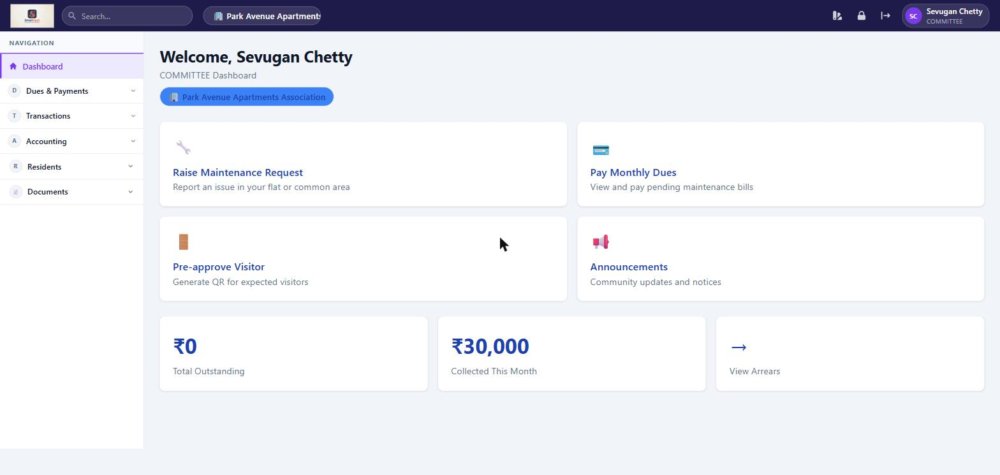 Search...
Park Avenue Apartments
Sevugan Chetty
SC
COMMITTEE
NAVIGATION
Dashboard
D Dues & Payments
T Transactions
A Accounting
R Residents
Documents
Welcome, Sevugan Chetty
COMMITTEE Dashboard
Park Avenue Apartments Association
Raise Maintenance Request
Report an issue in your flat or common area
Pay Monthly Dues
View and pay pending maintenance bills
Pre-approve Visitor
Generate QR for expected visitors
Announcements
Community updates and notices
₹0
Total Outstanding
₹30,000
Collected This Month
→
View Arrears